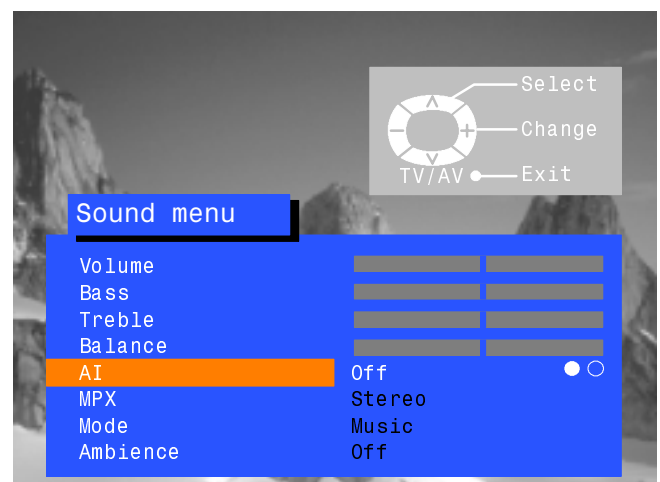 Select
Change
TV/AV Exit
Sound menu
Volume
Bass
Treble
Balance
AI Off
MPX Stereo
Mode Music
Ambience Off